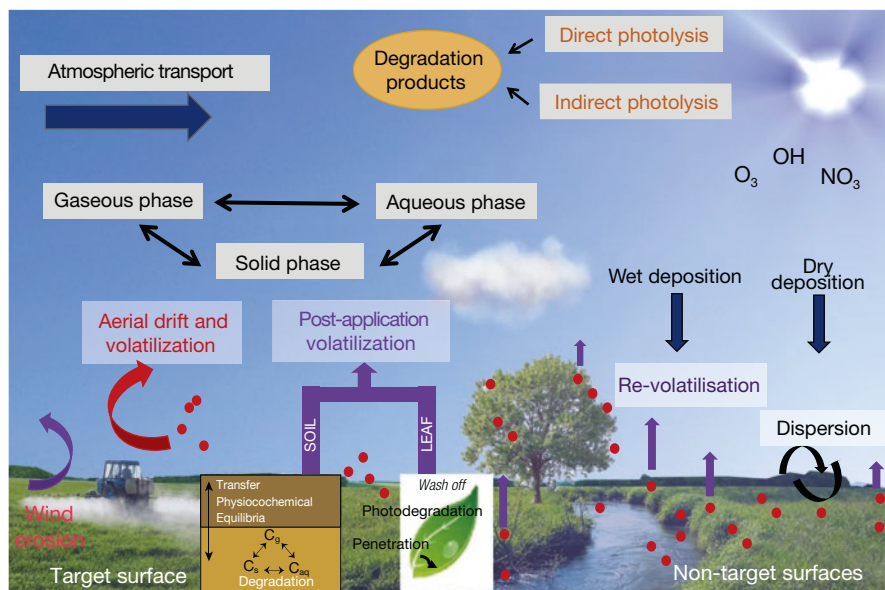 Direct photolysis
Atmospheric transport
Degradation
products
Indirect photolysis
OH
O3
NO3
Gaseous phase
Aqueous phase
Solid phase
Wet deposition
Dry
deposition
Aerial drift and
volatilization
Post-application
volatilization
Re-volatilisation
SOIL
LEAF
Dispersion
Wind
erosion
Transfer
Physiocochemical
Equilibria
Cg
Cs
Caq
Degradation
Wash off
Photodegradation
Penetration
Target surface
Non-target surfaces